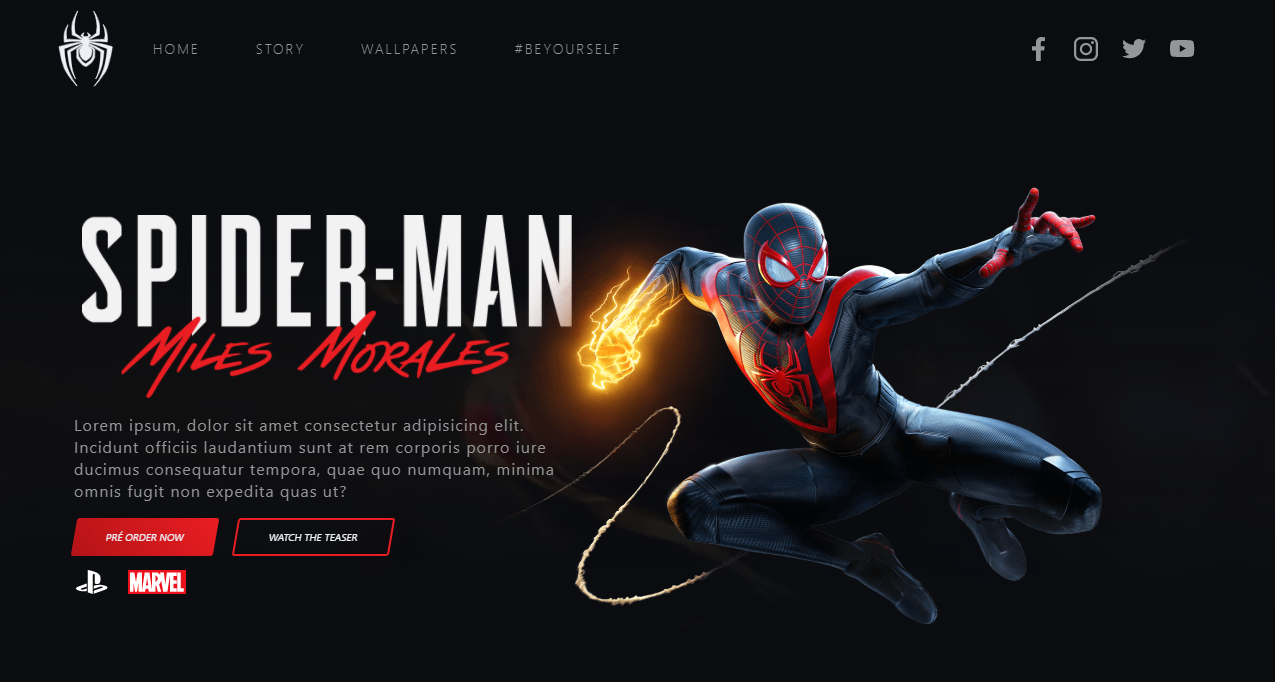 HOME
STORY
WALLPAPERS
#BEYOURSELF
SPIDER-MAN
MILES MORALES
Lorem ipsum, dolor sit amet consectetur adipisicing elit.
Incidunt officiis laudantium sunt at rem corporis porro iure
ducimus consequatur tempora, quae quo numquam, minima
omnis fugit non expedita quas ut?
PRÉ ORDER NOW
WATCH THE TEASER
MARVEL